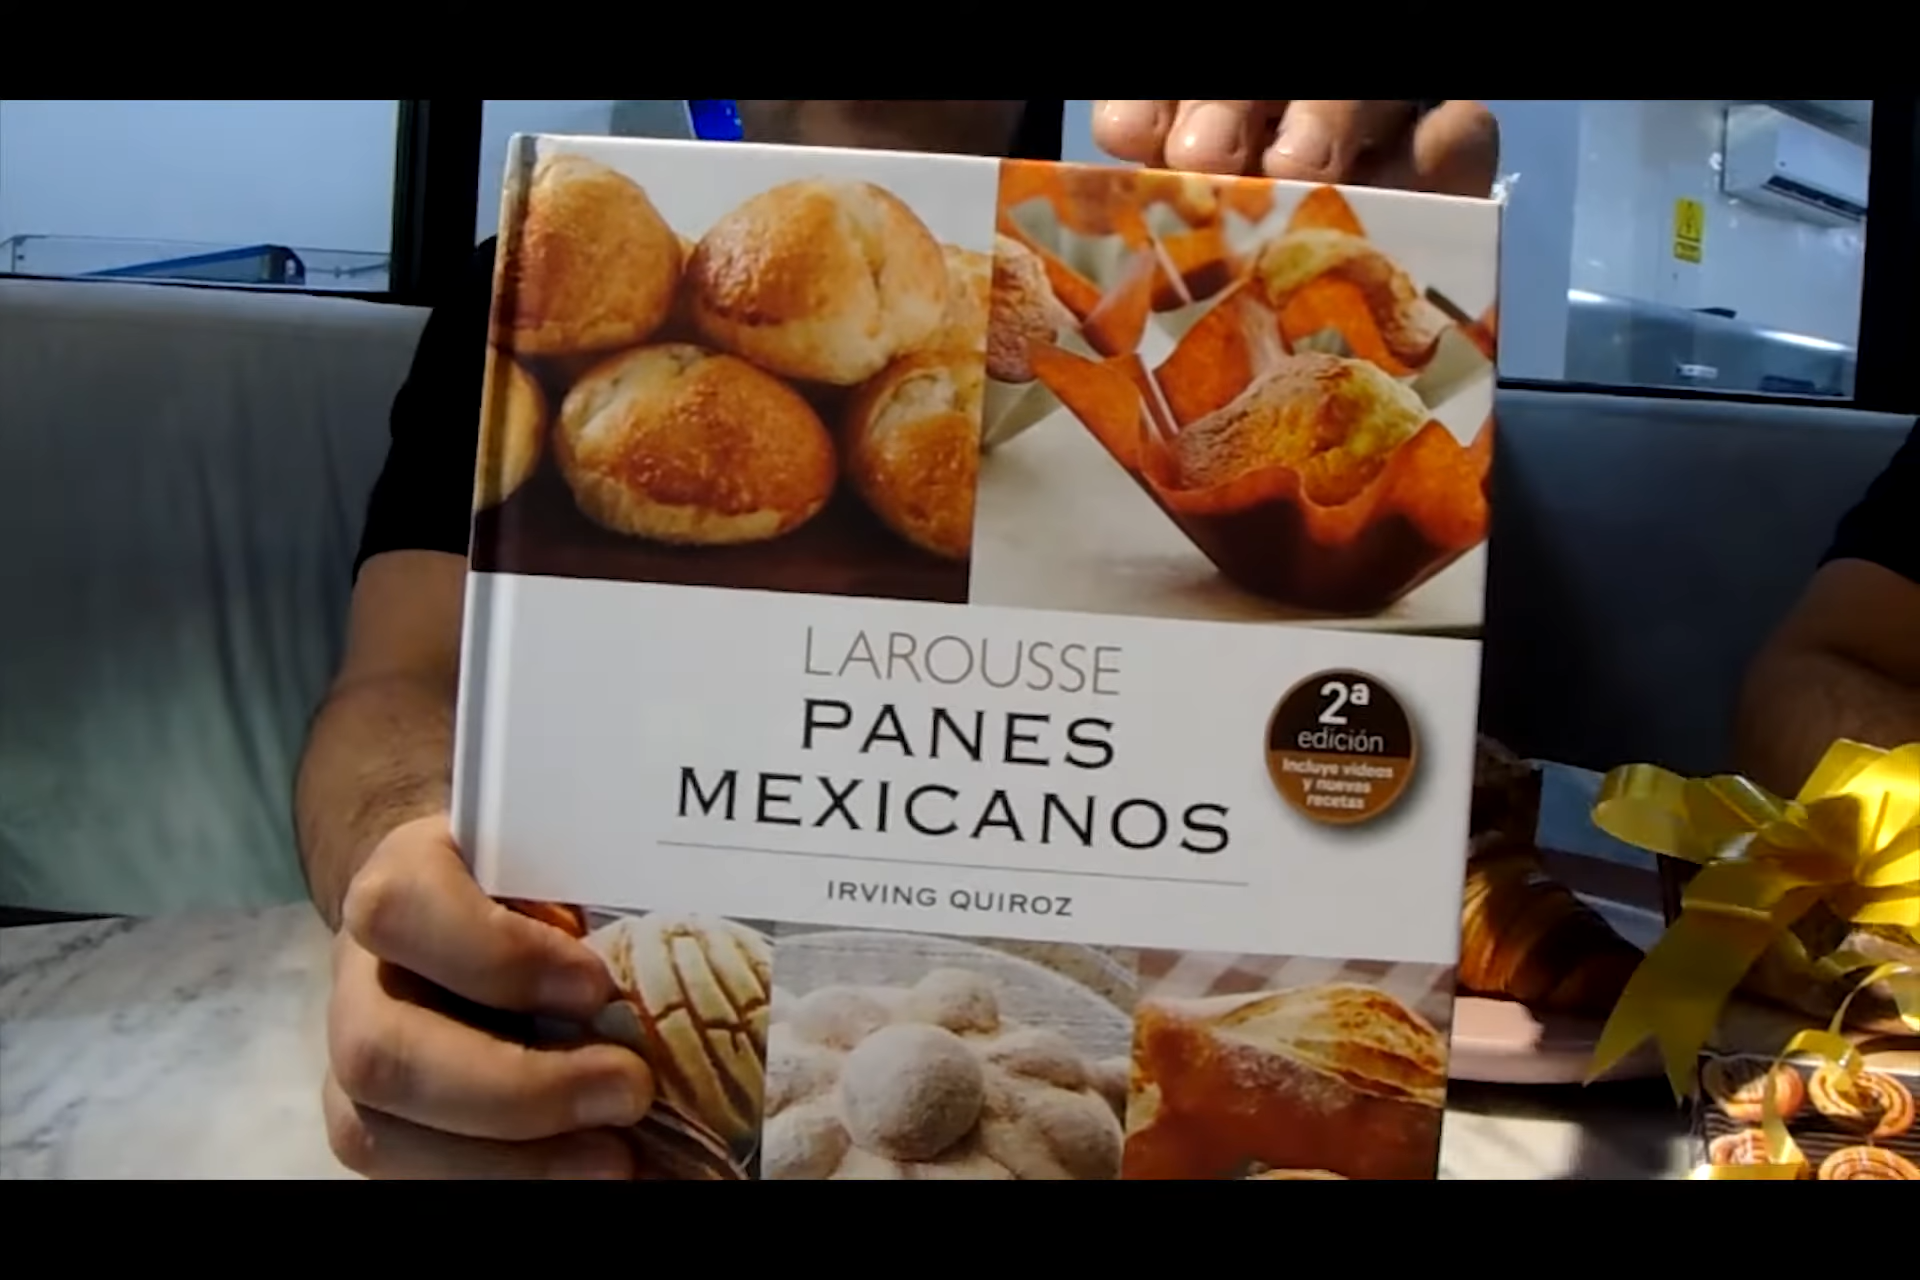 LAROUSSE
PANES
MEXICANOS
IRVING QUIROZ
2ª
edición
Incluye videos
y nuevas
recetas